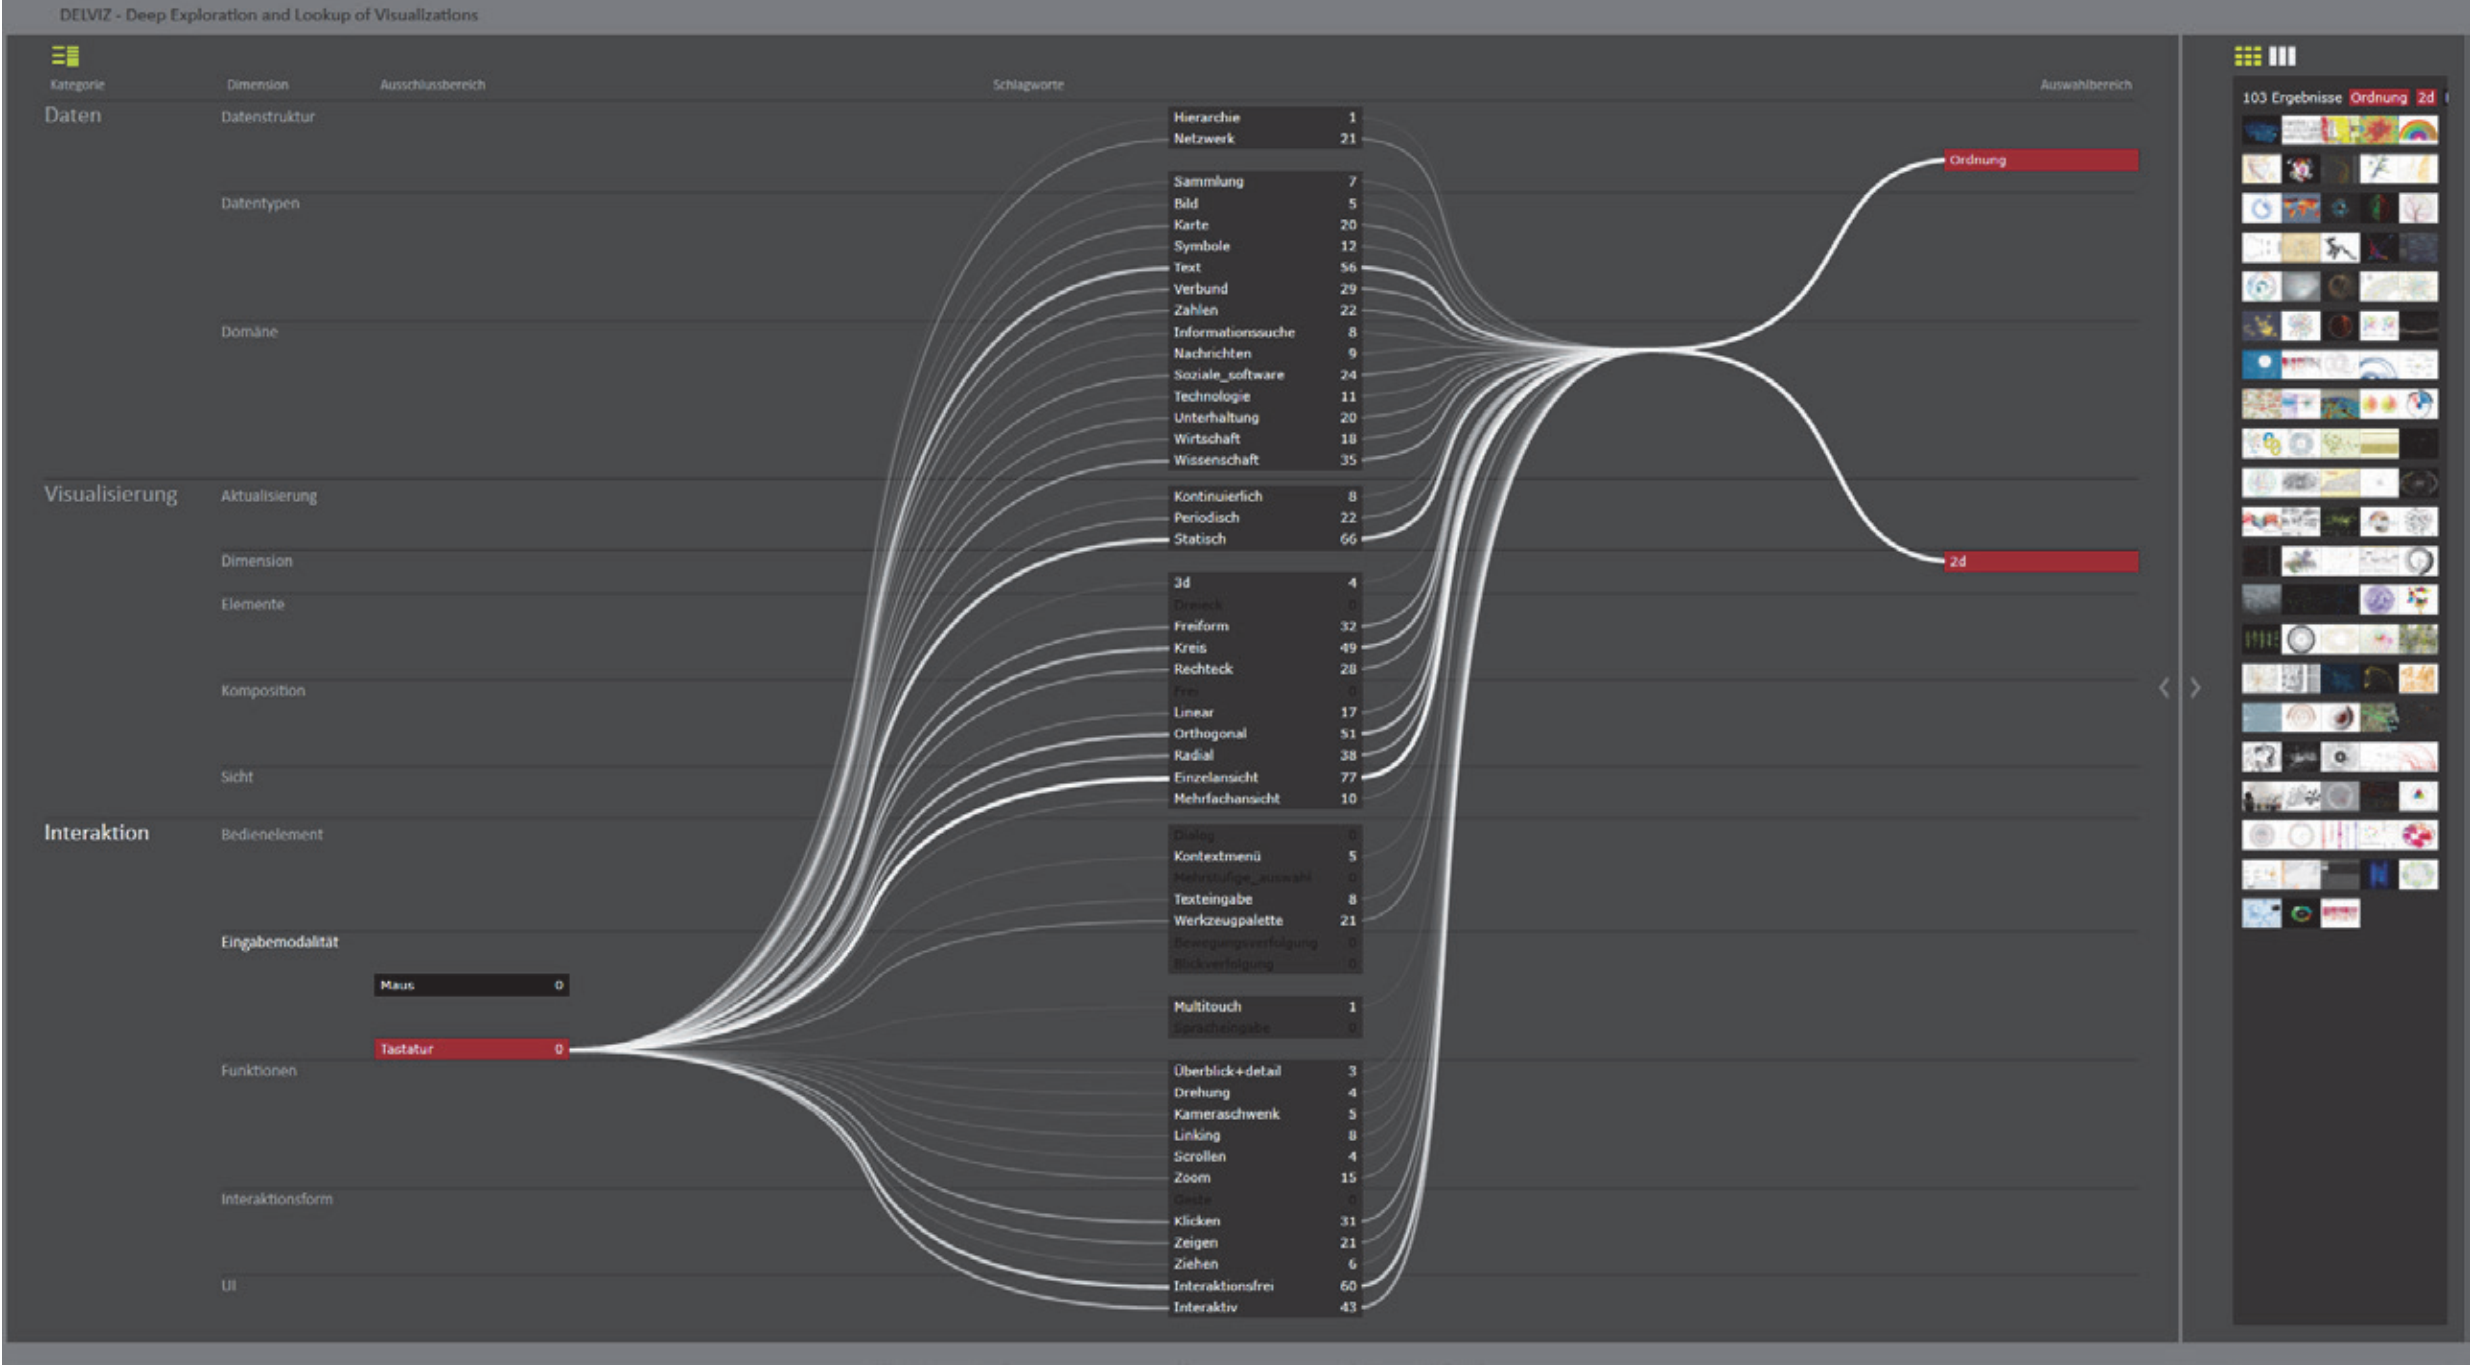 DELVIZ - Deep Exploration and Lookup of Visualizations
Kategorie Dimension Ausschlussbereich Schlagworte Auswahlbereich
103 Ergebnisse Ordnung 2d
Daten Datenstruktur
Hierarchie 1
Netzwerk 21
Ordnung
Sammlung 7
Datentypen
Bild 5
Karte 20
Symbole 12
Text 56
Verbund 29
Zahlen 22
Domäne
Informationssuche 8
Nachrichten 9
Soziale_software 24
Technologie 11
Unterhaltung 20
Wirtschaft 18
Wissenschaft 35
Visualisierung Aktualisierung
Kontinuierlich 8
Periodisch 22
Statisch 66
Dimension
2d
3d 4
Elemente
Dreieck 0
Freiform 32
Kreis 49
Rechteck 28
Komposition
Frei 0
Linear 17
Orthogonal 51
Radial 38
Sicht
Einzelansicht 77
Mehrfachansicht 10
Interaktion Bedienelement
Dialog 0
Kontextmenü 5
Mehrstufige_auswahl 0
Texteingabe 8
Werkzeugpalette 21
Eingabemodalität
Bewegungsverfolgung 0
Blickverfolgung 0
Maus 0
Multitouch 1
Spracheingabe 0
Tastatur 0
Funktionen
Überblick+detail 3
Drehung 4
Kameraschwenk 5
Linking 8
Scrollen 4
Zoom 15
Interaktionsform
Geste 0
Klicken 31
Zeigen 21
Ziehen 6
UI
Interaktionsfrei 60
Interaktiv 43